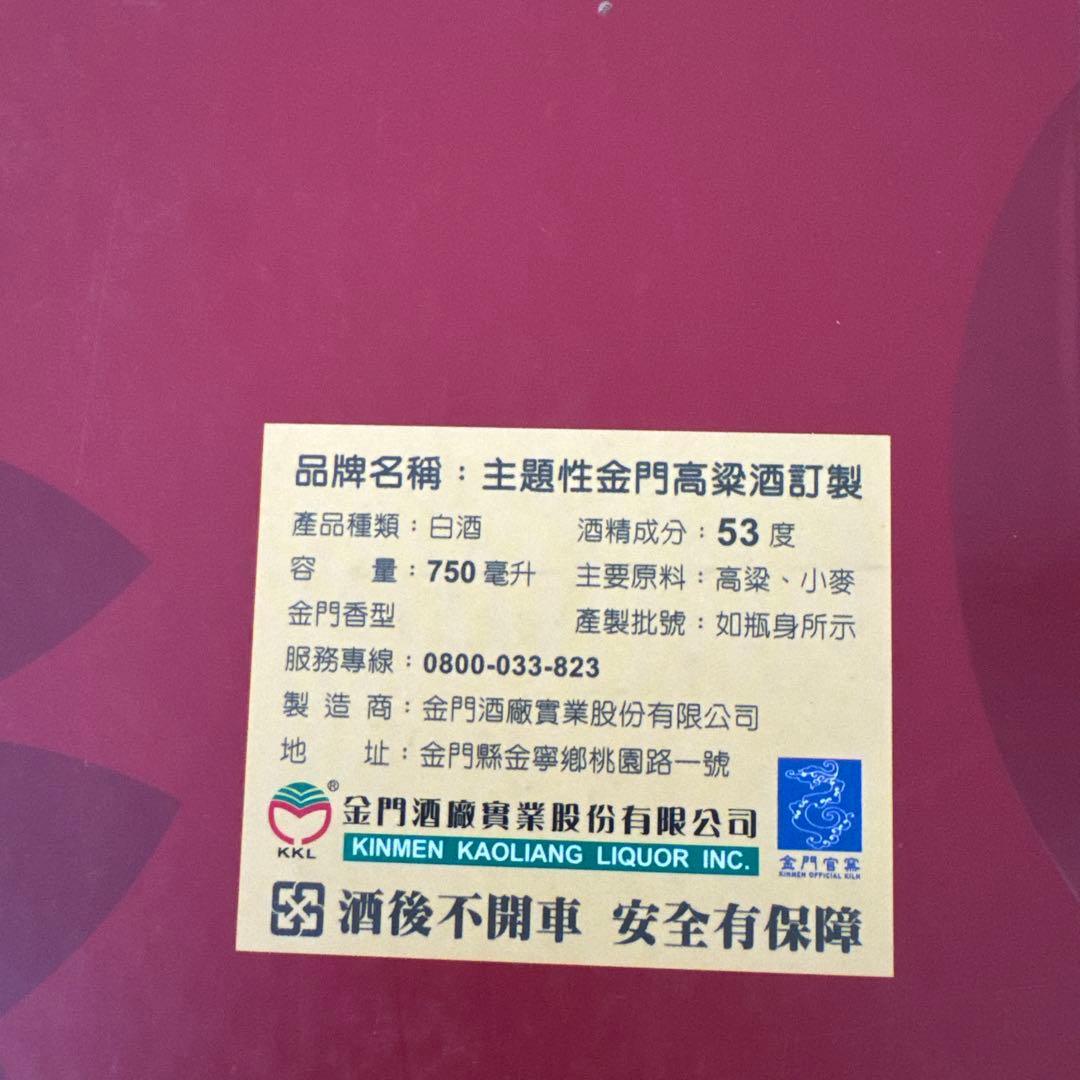 品牌名稱：主題性金門高粱酒訂製
產品種類：白酒 酒精成分：53度
容 量：750毫升 主要原料：高粱、小麥
金門香型 產製批號：如瓶身所示
服務專線：0800-033-823
製造商：金門酒廠實業股份有限公司
地 址：金門縣金寧鄉桃園路一號
KKL ® 金門酒廠實業股份有限公司
KINMEN KAOLIANG LIQUOR INC.
金門官窯
KINMEN OFFICIAL KILN
酒後不開車 安全有保障